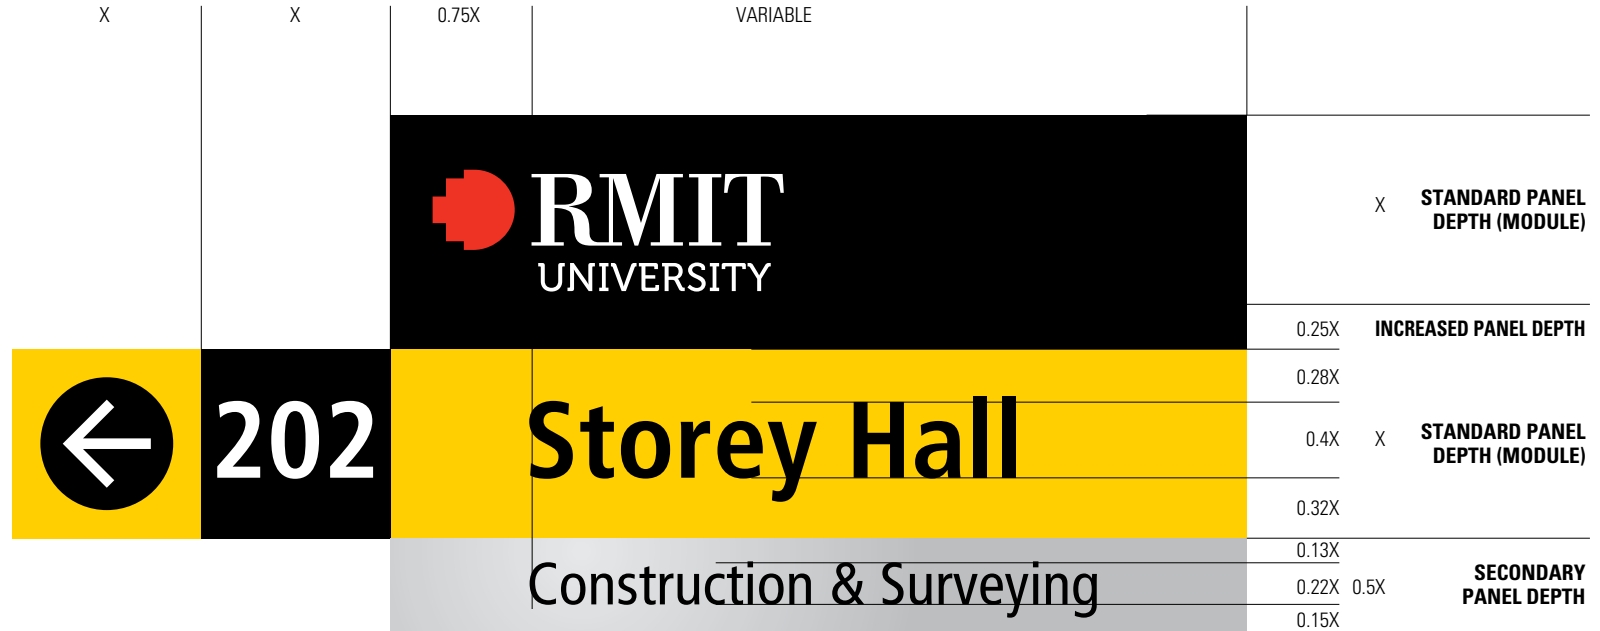 X X 0.75X VARIABLE
RMIT
UNIVERSITY
X STANDARD PANEL
DEPTH (MODULE)
0.25X INCREASED PANEL DEPTH
0.28X
202 Storey Hall
0.4X X STANDARD PANEL
DEPTH (MODULE)
0.32X
0.13X
Construction & Surveying
0.22X 0.5X SECONDARY
PANEL DEPTH
0.15X